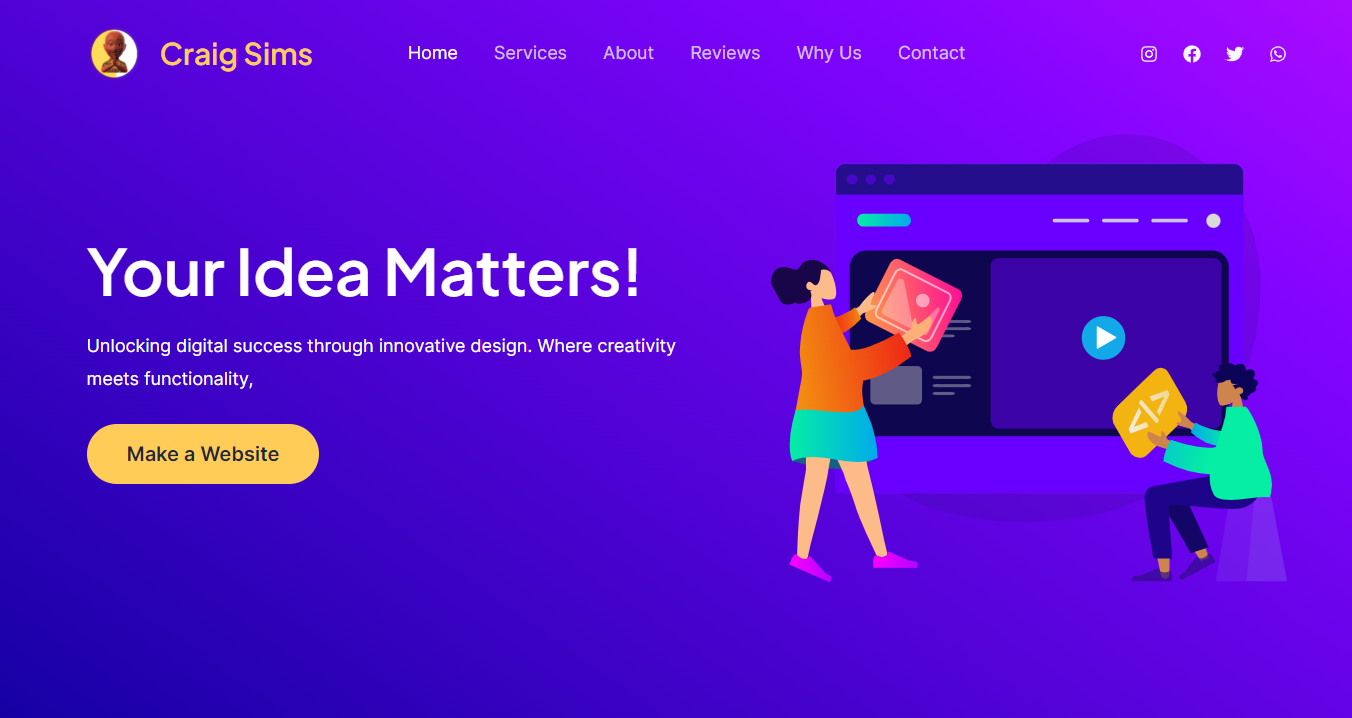 Craig Sims
Home Services About Reviews Why Us Contact
Your Idea Matters!
Unlocking digital success through innovative design. Where creativity
meets functionality,
Make a Website
</>